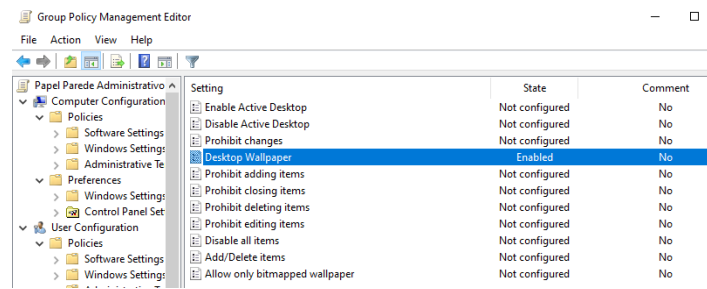 Group Policy Management Editor
File Action View Help
Papel Parede Administrativo
Computer Configuration
Policies
Software Settings
Windows Settings
Administrative Te
Preferences
Windows Settings
Control Panel Set
User Configuration
Policies
Software Settings
Windows Settings
Setting State Comment
Enable Active Desktop Not configured No
Disable Active Desktop Not configured No
Prohibit changes Not configured No
Desktop Wallpaper Enabled No
Prohibit adding items Not configured No
Prohibit closing items Not configured No
Prohibit deleting items Not configured No
Prohibit editing items Not configured No
Disable all items Not configured No
Add/Delete items Not configured No
Allow only bitmapped wallpaper Not configured No